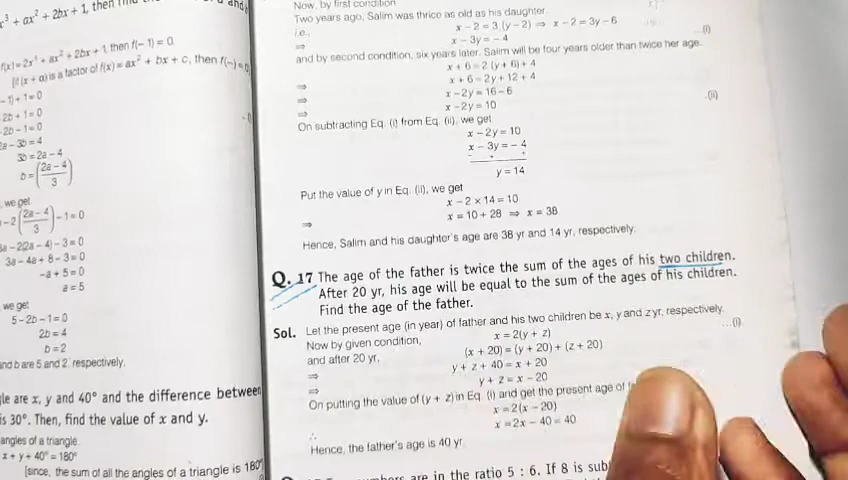 x³ + ax² + 2bx + 1, then
f(x) = 2x³ + ax² + 2bx + 1, then f(− 1) = 0
[if (x + a) is a factor of f(x) = ax² + bx + c, then f(−) = 0
−1) + 1 = 0
2b + 1 = 0
2b − 1 = 0
3b = 4
3b = 2a − 4
b = (2a − 4 / 3)
we get
−2 (2a − 4 / 3) − 1 = 0
3a − 2(2a − 4) − 3 = 0
3a − 4a + 8 − 3 = 0
−a + 5 = 0
a = 5
we get
5 − 2b − 1 = 0
2b = 4
b = 2
and b are 5 and 2, respectively.
are x, y and 40° and the difference between
is 30°. Then, find the value of x and y.
angles of a triangle.
x + y + 40° = 180°
[since, the sum of all the angles of a triangle is 180°
Now, by first condition
Two years ago, Salim was thrice as old as his daughter.
i.e., x − 2 = 3 (y − 2) ⇒ x − 2 = 3y − 6
⇒ x − 3y = − 4 ...(i)
and by second condition, six years later. Salim will be four years older than twice her age.
x + 6 = 2 (y + 6) + 4
⇒ x + 6 = 2y + 12 + 4
⇒ x − 2y = 16 − 6
⇒ x − 2y = 10 ..(ii)
On subtracting Eq. (i) from Eq. (ii), we get
x − 2y = 10
x − 3y = − 4
− + +
y = 14
Put the value of y in Eq. (ii), we get
x − 2 × 14 = 10
⇒ x = 10 + 28 ⇒ x = 38
Hence, Salim and his daughter's age are 38 yr and 14 yr, respectively.
Q. 17 The age of the father is twice the sum of the ages of his two children.
After 20 yr, his age will be equal to the sum of the ages of his children.
Find the age of the father.
Sol. Let the present age (in year) of father and his two children be x, y and z yr, respectively.
Now by given condition, x = 2(y + z) ...(i)
and after 20 yr, (x + 20) = (y + 20) + (z + 20)
⇒ y + z + 40 = x + 20
⇒ y + z = x − 20
On putting the value of (y + z) in Eq. (i) and get the present age of
x = 2(x − 20)
∴ x = 2x − 40 = 40
Hence, the father's age is 40 yr.
are in the ratio 5 : 6. If 8 is